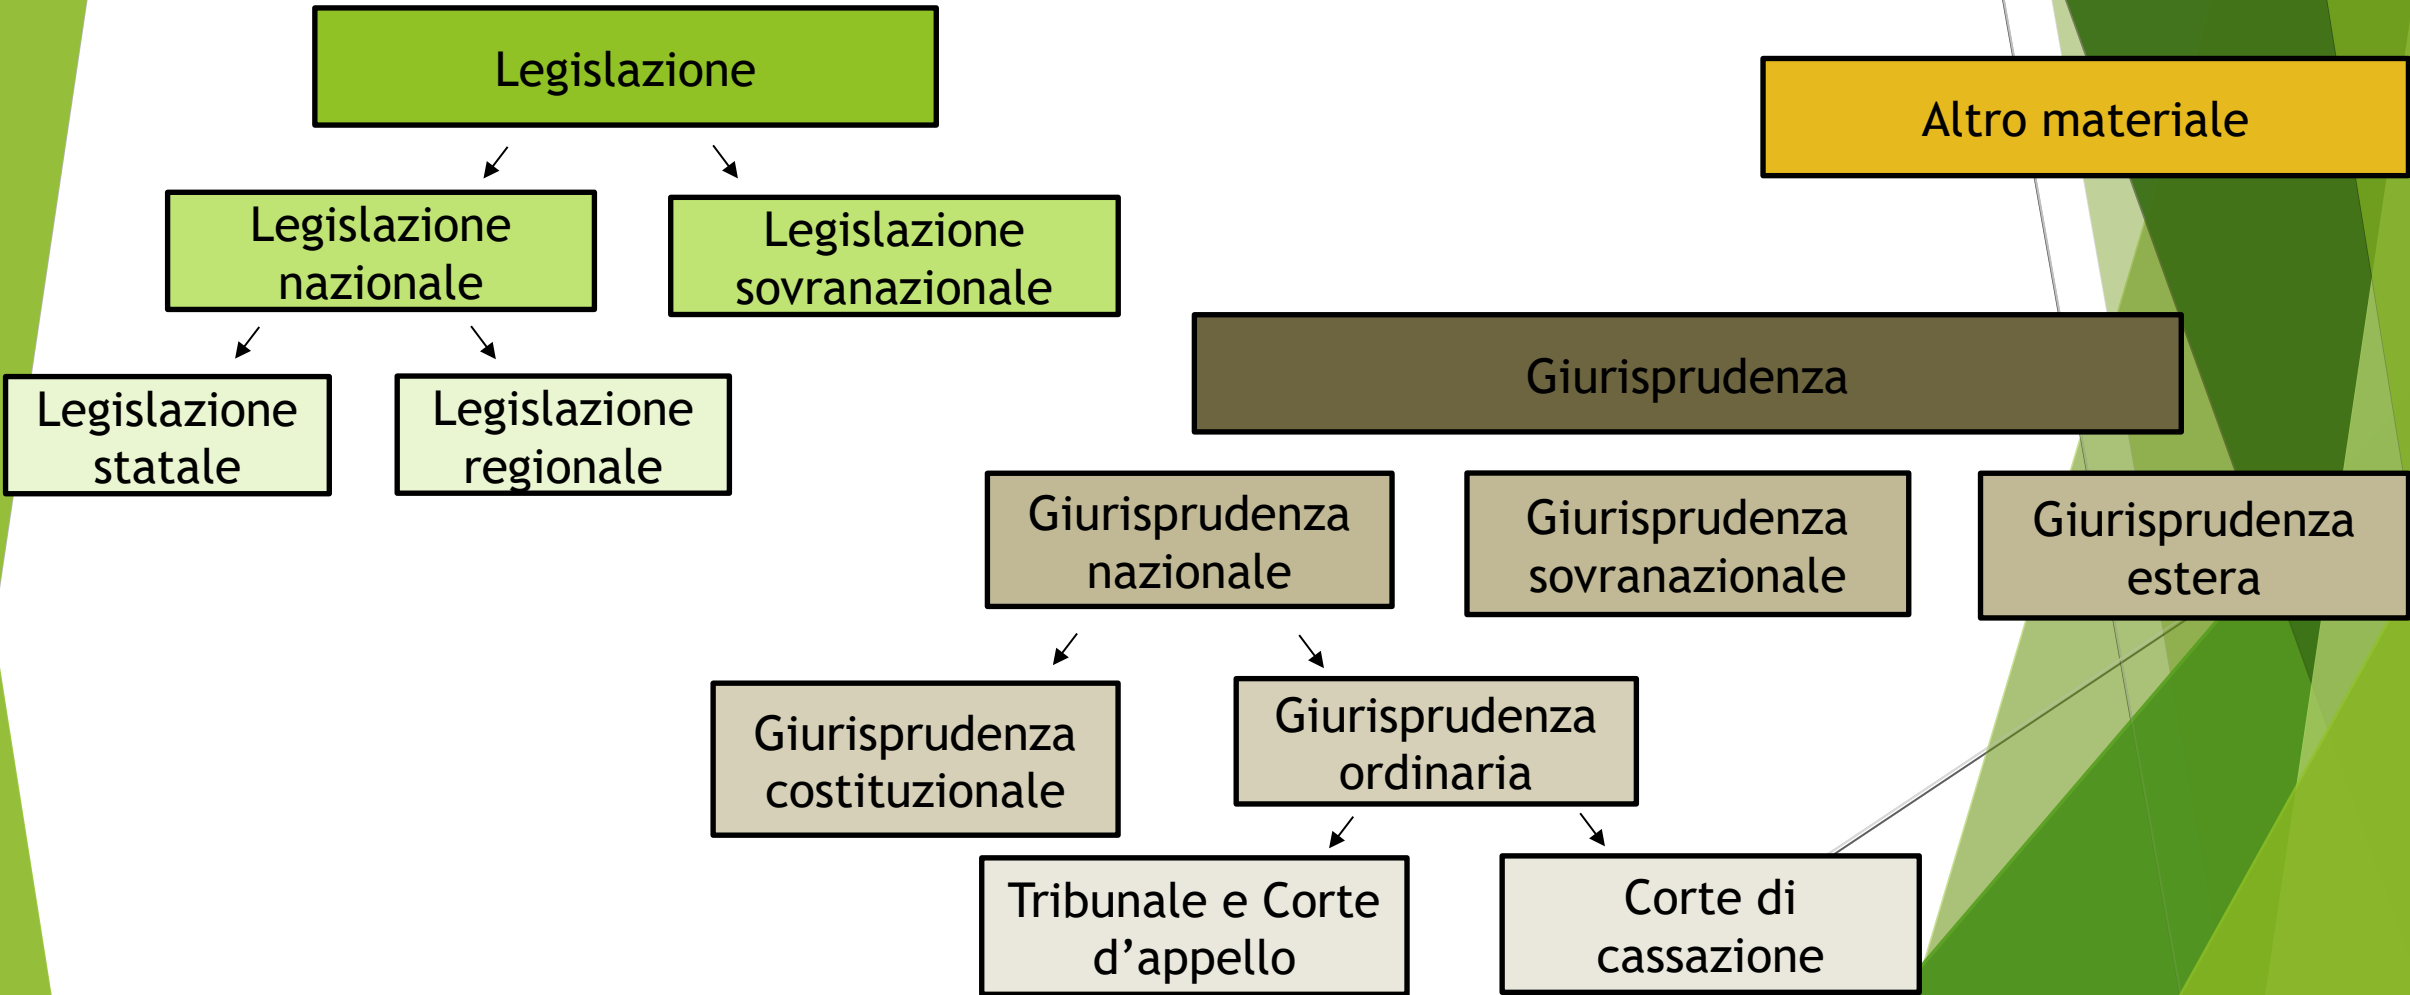 Legislazione
Altro materiale
Legislazione
nazionale
Legislazione
sovranazionale
Legislazione
statale
Legislazione
regionale
Giurisprudenza
Giurisprudenza
nazionale
Giurisprudenza
sovranazionale
Giurisprudenza
estera
Giurisprudenza
costituzionale
Giurisprudenza
ordinaria
Tribunale e Corte
d’appello
Corte di
cassazione